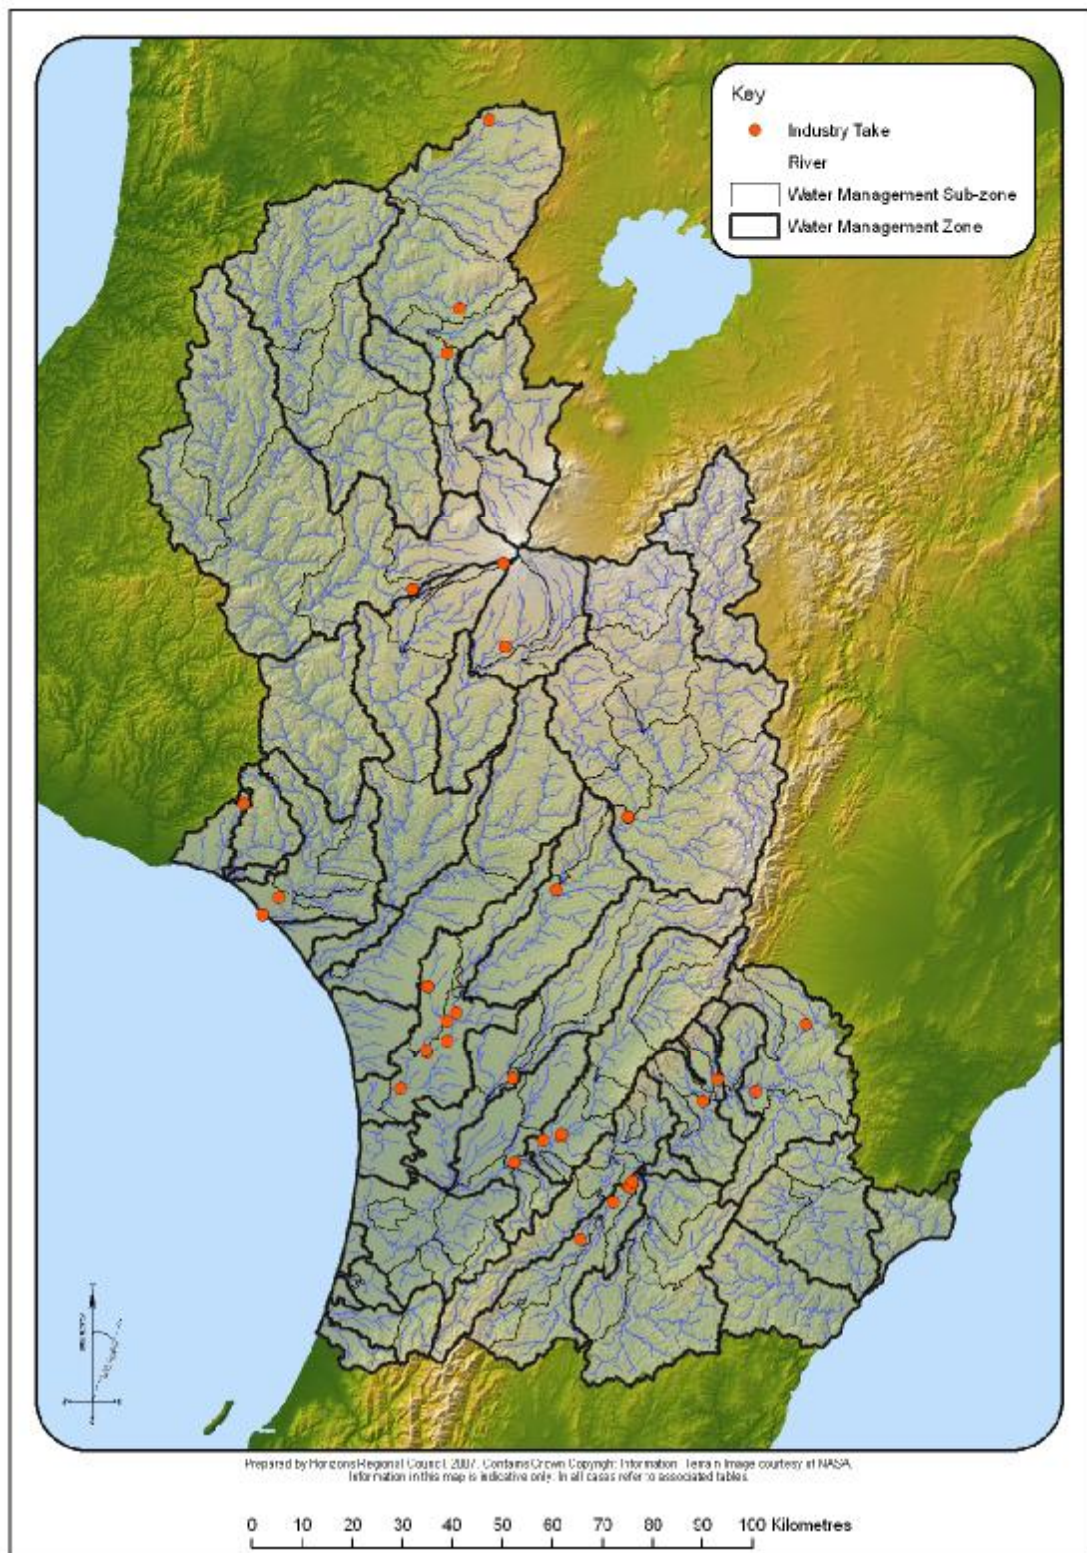 Key
Industry Take
River
Water Management Sub-zone
Water Management Zone
Prepared by Horizons Regional Council, 2007. Contains Crown Copyright Information. Terrain Image courtesy of NASA.
Information in this map is indicative only. In all cases refer to associated tables.
0 10 20 30 40 50 60 70 80 90 100 Kilometres